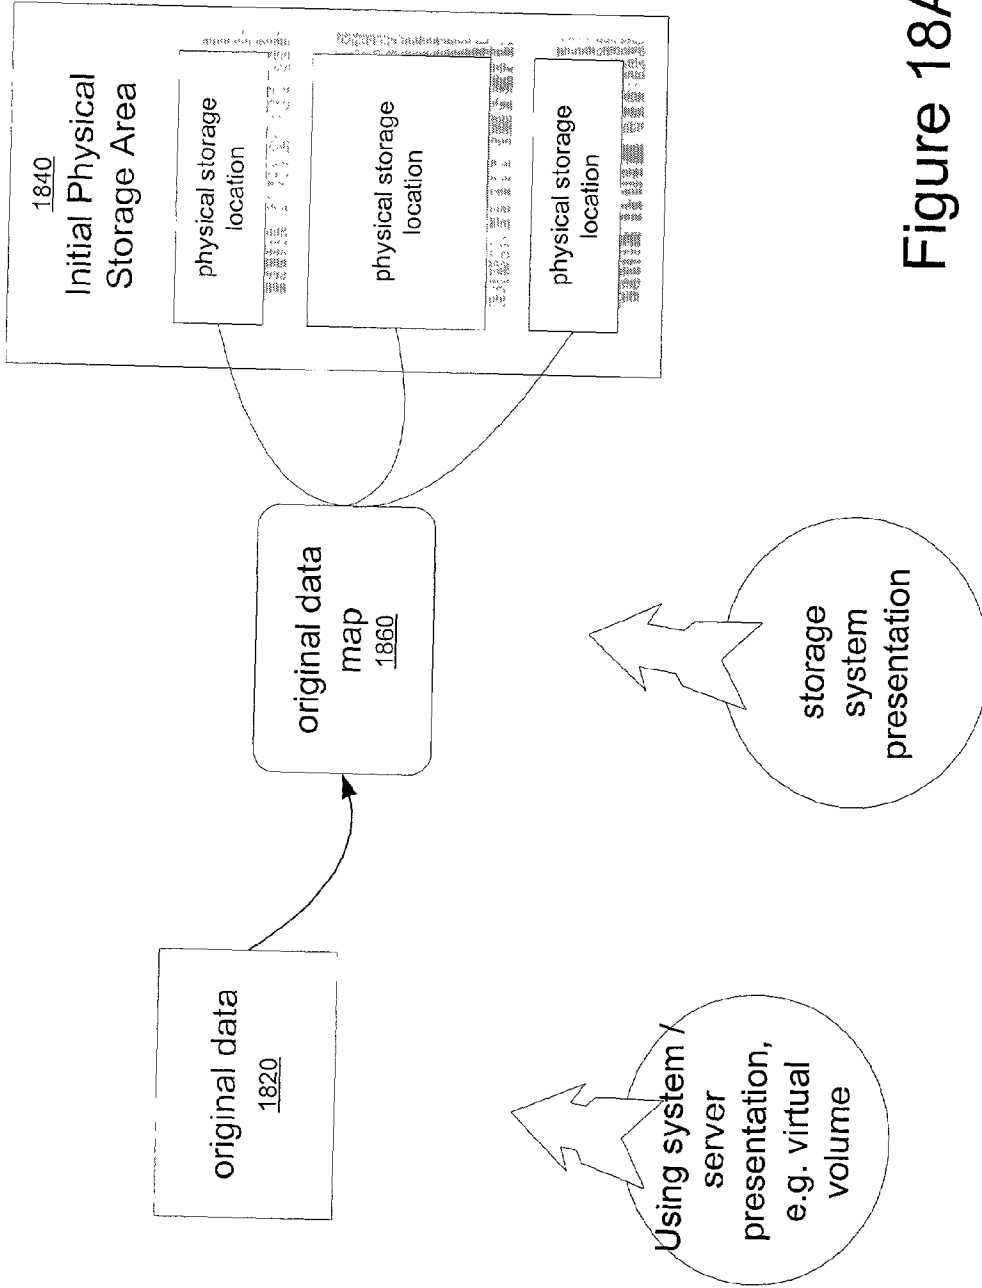 1840
Initial Physical
Storage Area
physical storage
location
physical storage
location
physical storage
location
original data
map
1860
original data
1820
storage
system
presentation
Using system /
server
presentation,
e.g. virtual
volume
Figure 18A